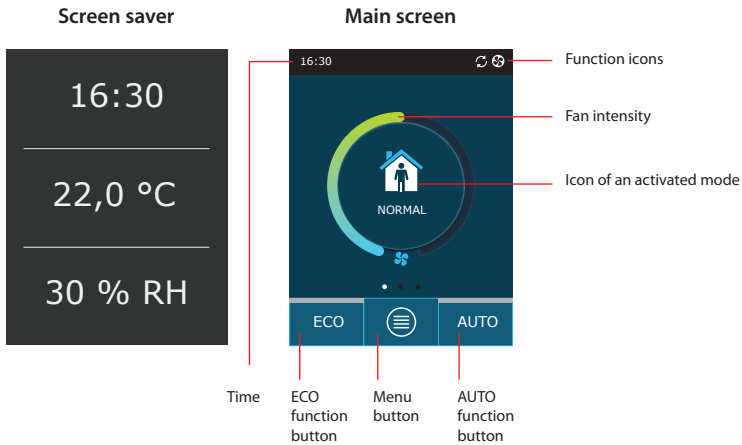 Screen saver
Main screen
16:30
22,0 °C
30 % RH
16:30
NORMAL
ECO
AUTO
Function icons
Fan intensity
Icon of an activated mode
Time
ECO
function
button
Menu
button
AUTO
function
button